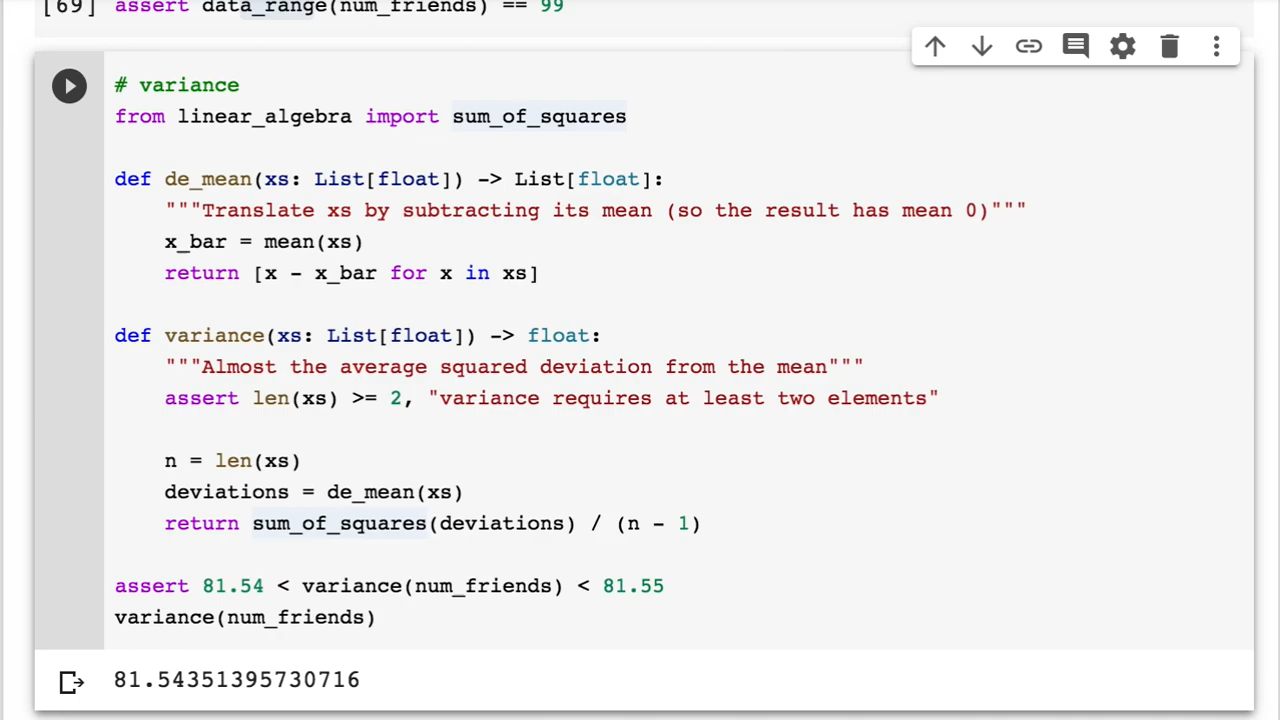 [69] assert data_range(num_friends) == 99
# variance
from linear_algebra import sum_of_squares
def de_mean(xs: List[float]) -> List[float]:
"""Translate xs by subtracting its mean (so the result has mean 0)"""
x_bar = mean(xs)
return [x - x_bar for x in xs]
def variance(xs: List[float]) -> float:
"""Almost the average squared deviation from the mean"""
assert len(xs) >= 2, "variance requires at least two elements"
n = len(xs)
deviations = de_mean(xs)
return sum_of_squares(deviations) / (n - 1)
assert 81.54 < variance(num_friends) < 81.55
variance(num_friends)
81.54351395730716